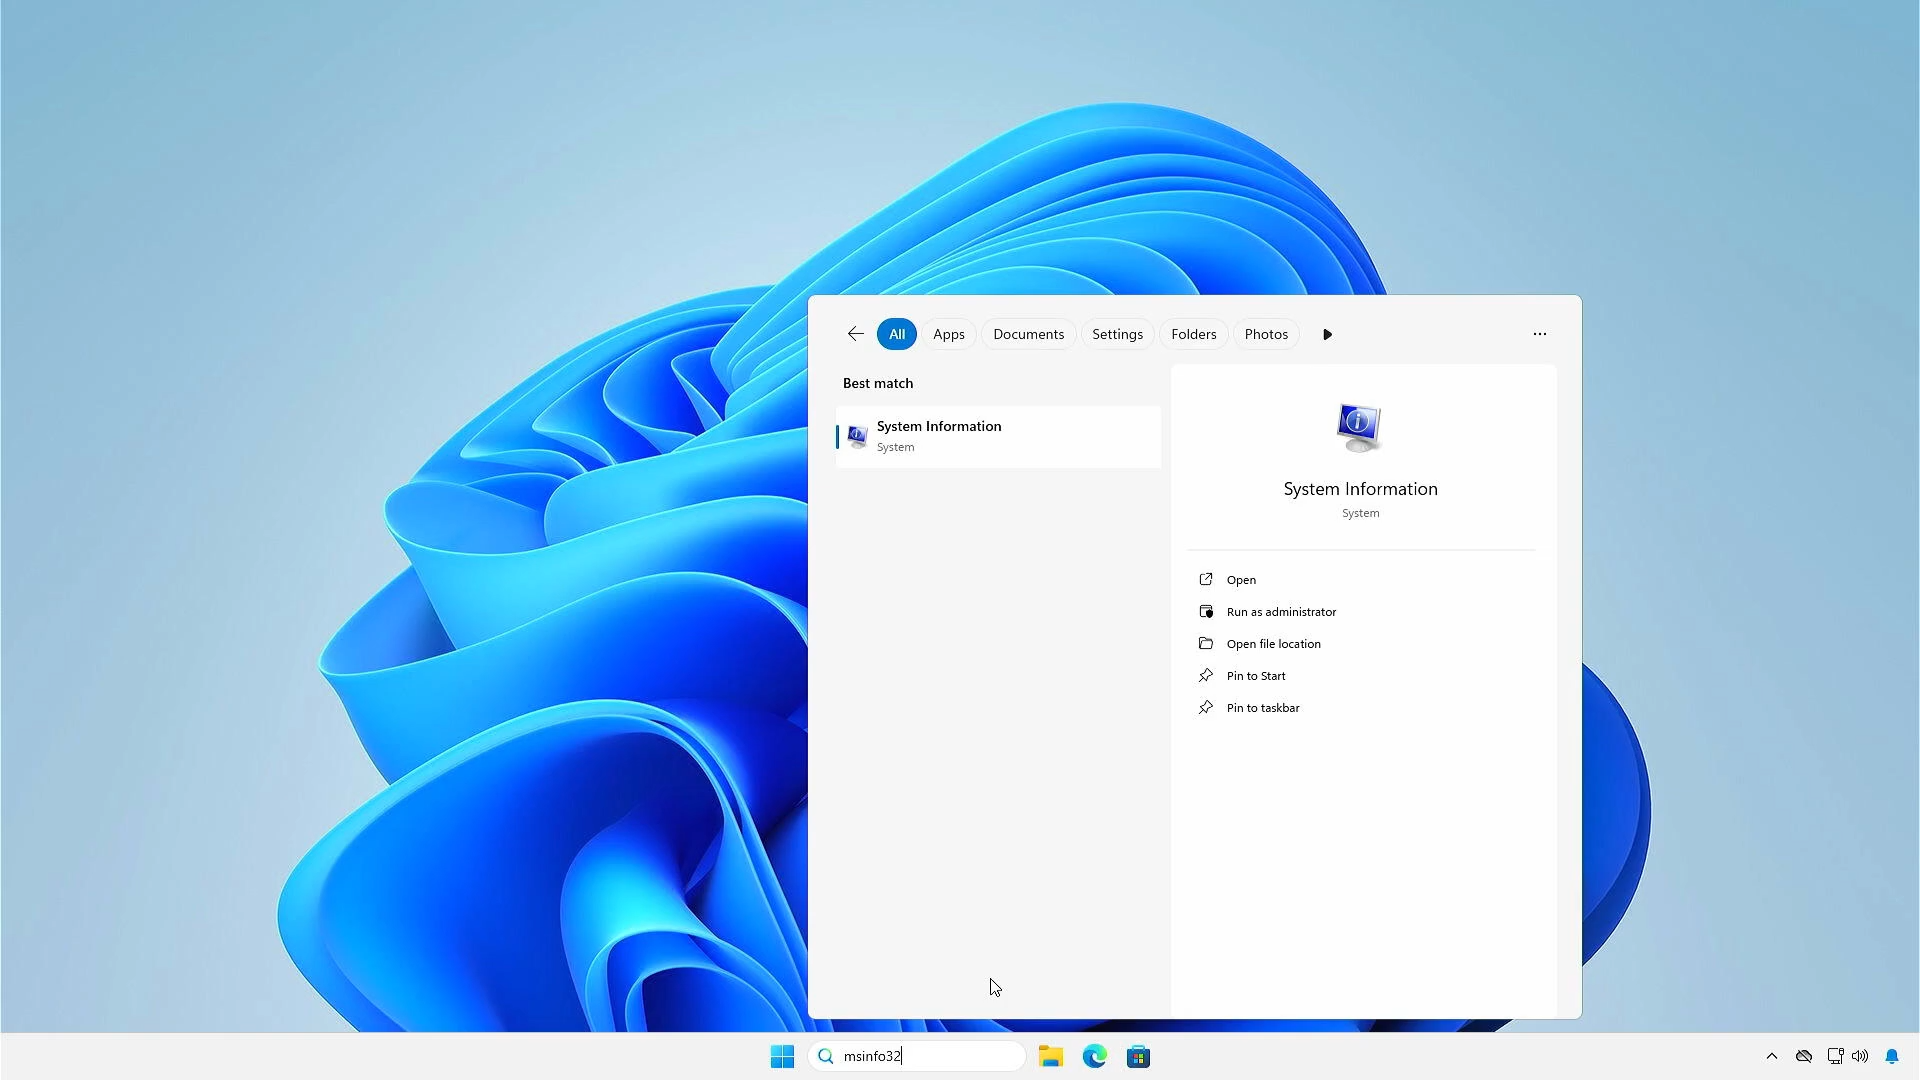 All
Apps
Documents
Settings
Folders
Photos
Best match
System Information
System
System Information
System
Open
Run as administrator
Open file location
Pin to Start
Pin to taskbar
msinfo32